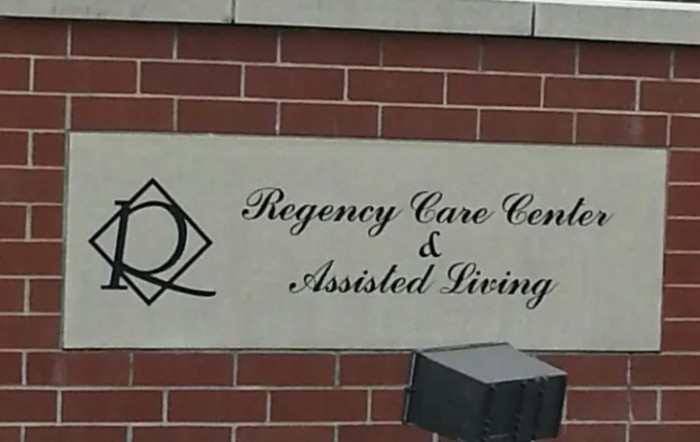 R
Regency Care Center
&
Assisted Living